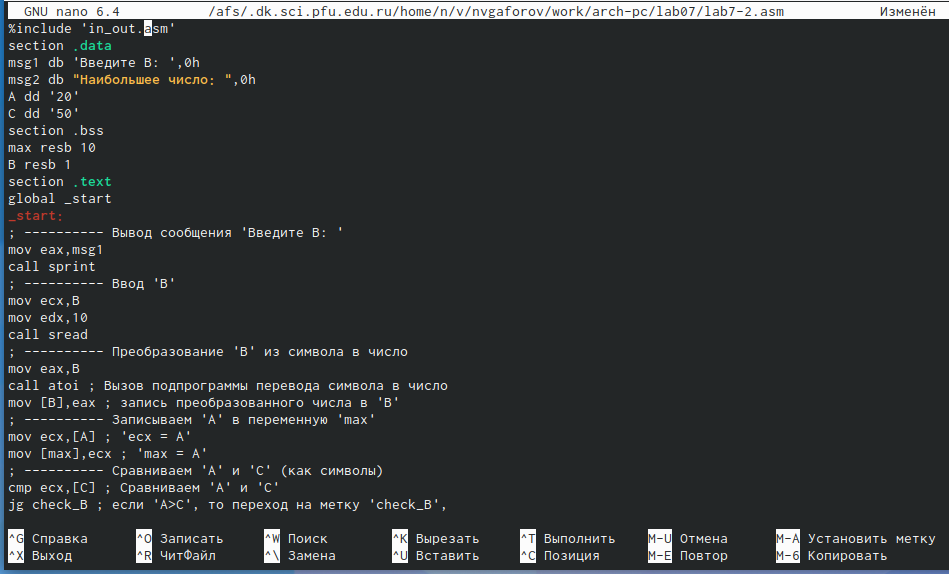 GNU nano 6.4 /afs/.dk.sci.pfu.edu.ru/home/n/v/nvgaforov/work/arch-pc/lab07/lab7-2.asm Изменён
%include 'in_out.asm'
section .data
msg1 db 'Введите B: ',0h
msg2 db "Наибольшее число: ",0h
A dd '20'
C dd '50'
section .bss
max resb 10
B resb 1
section .text
global _start
_start:
; ---------- Вывод сообщения 'Введите B: '
mov eax,msg1
call sprint
; ---------- Ввод 'B'
mov ecx,B
mov edx,10
call sread
; ---------- Преобразование 'B' из символа в число
mov eax,B
call atoi ; Вызов подпрограммы перевода символа в число
mov [B],eax ; запись преобразованного числа в 'B'
; ---------- Записываем 'A' в переменную 'max'
mov ecx,[A] ; 'ecx = A'
mov [max],ecx ; 'max = A'
; ---------- Сравниваем 'A' и 'С' (как символы)
cmp ecx,[C] ; Сравниваем 'A' и 'С'
jg check_B ; если 'A>C', то переход на метку 'check_B',
^G Справка ^O Записать ^W Поиск ^K Вырезать ^T Выполнить M-U Отмена M-A Установить метку
^X Выход ^R ЧитФайл ^\ Замена ^U Вставить ^C Позиция M-E Повтор M-6 Копировать